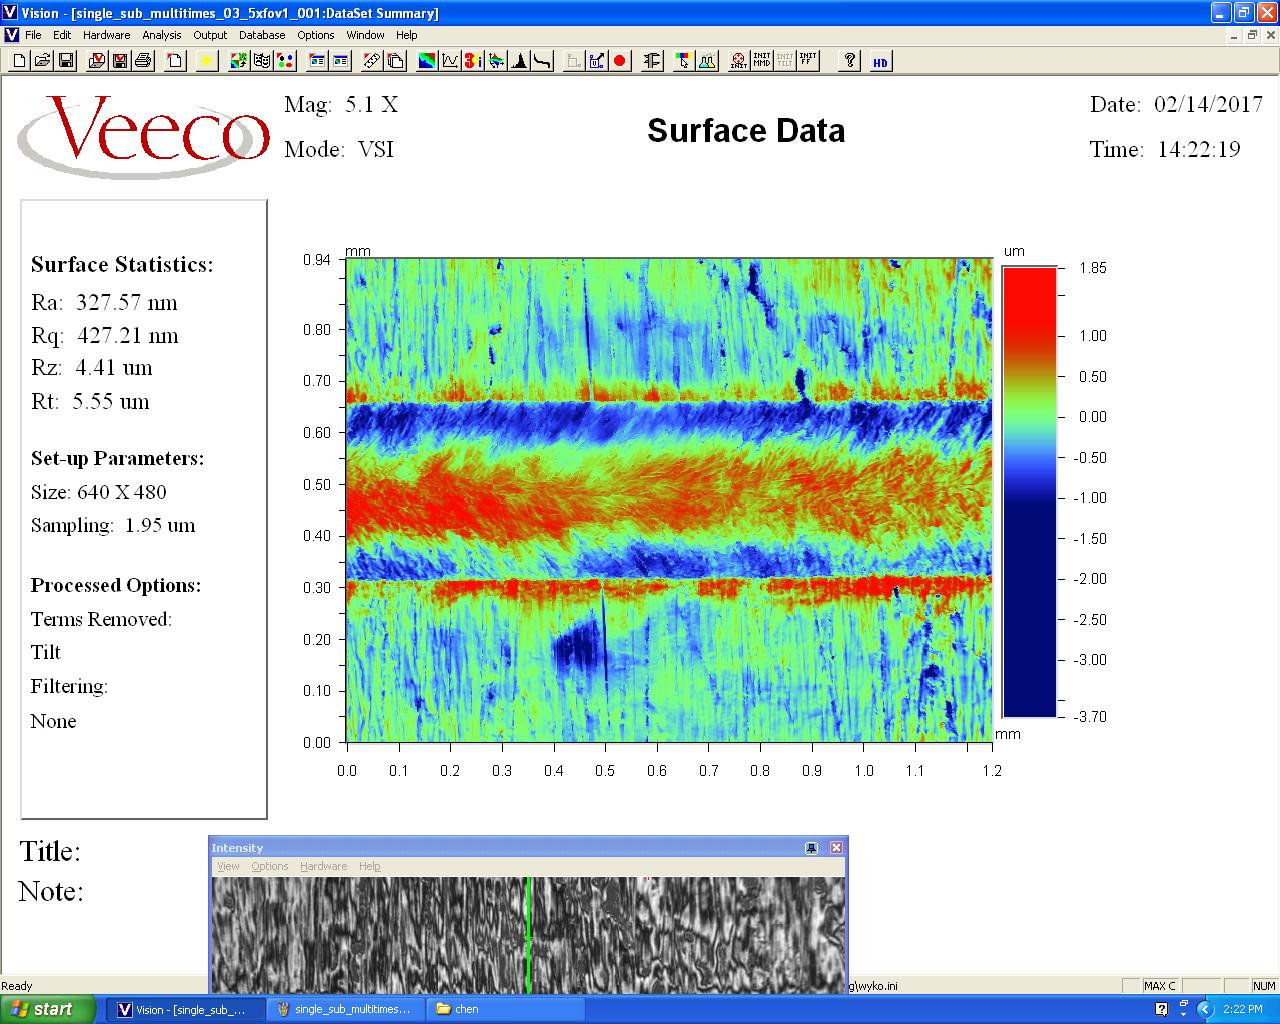 Vision - [single_sub_multitimes_03_5xfov1_001:DataSet Summary]
File Edit Hardware Analysis Output Database Options Window Help
INIT INIT MMD INIT TILT INIT FF ? HD
Veeco
Mag: 5.1 X
Mode: VSI
Surface Data
Date: 02/14/2017
Time: 14:22:19
Surface Statistics:
Ra: 327.57 nm
Rq: 427.21 nm
Rz: 4.41 um
Rt: 5.55 um
Set-up Parameters:
Size: 640 X 480
Sampling: 1.95 um
Processed Options:
Terms Removed:
Tilt
Filtering:
None
mm
0.94
0.80
0.70
0.60
0.50
0.40
0.30
0.20
0.10
0.00
0.0 0.1 0.2 0.3 0.4 0.5 0.6 0.7 0.8 0.9 1.0 1.1 1.2
mm
um
1.85
1.00
0.50
0.00
-0.50
-1.00
-1.50
-2.00
-2.50
-3.00
-3.70
Title:
Note:
Intensity
View Options Hardware Help
Ready
g\wyko.ini
MAX C
NUM
start
Vision - [single_sub_...
single_sub_multitimes...
chen
2:22 PM